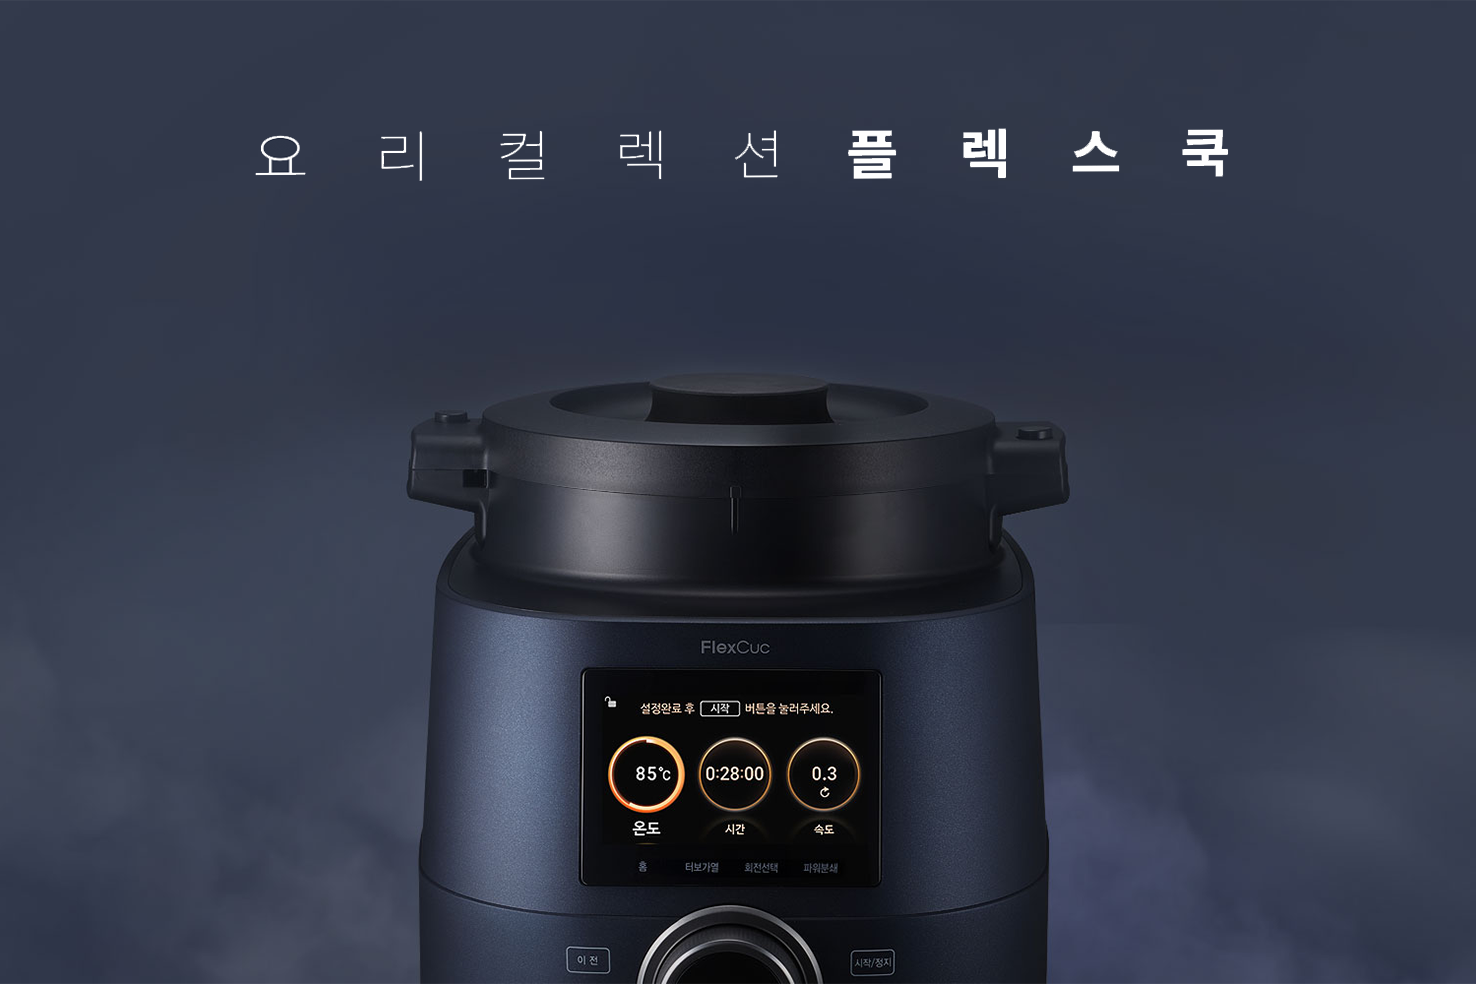 요리컬렉션 플렉스쿡
FlexCuc
설정완료 후 시작 버튼을 눌러주세요.
85℃ 0:28:00 0.3
온도 시간 속도
홈 터보가열 회전선택 파워분쇄
이전 시작/정지